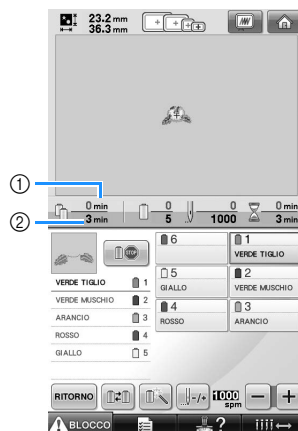 23.2 mm
36.3 mm
①
②
0 min 0 0 0 min
3 min 5 1000 3 min
VERDE TIGLIO 1
VERDE MUSCHIO 2
ARANCIO 3
ROSSO 4
GIALLO 5
6
1
VERDE TIGLIO
5
GIALLO
2
VERDE MUSCHIO
4
ROSSO
3
ARANCIO
RITORNO -/+ 1000 spm - +
BLOCCO ?